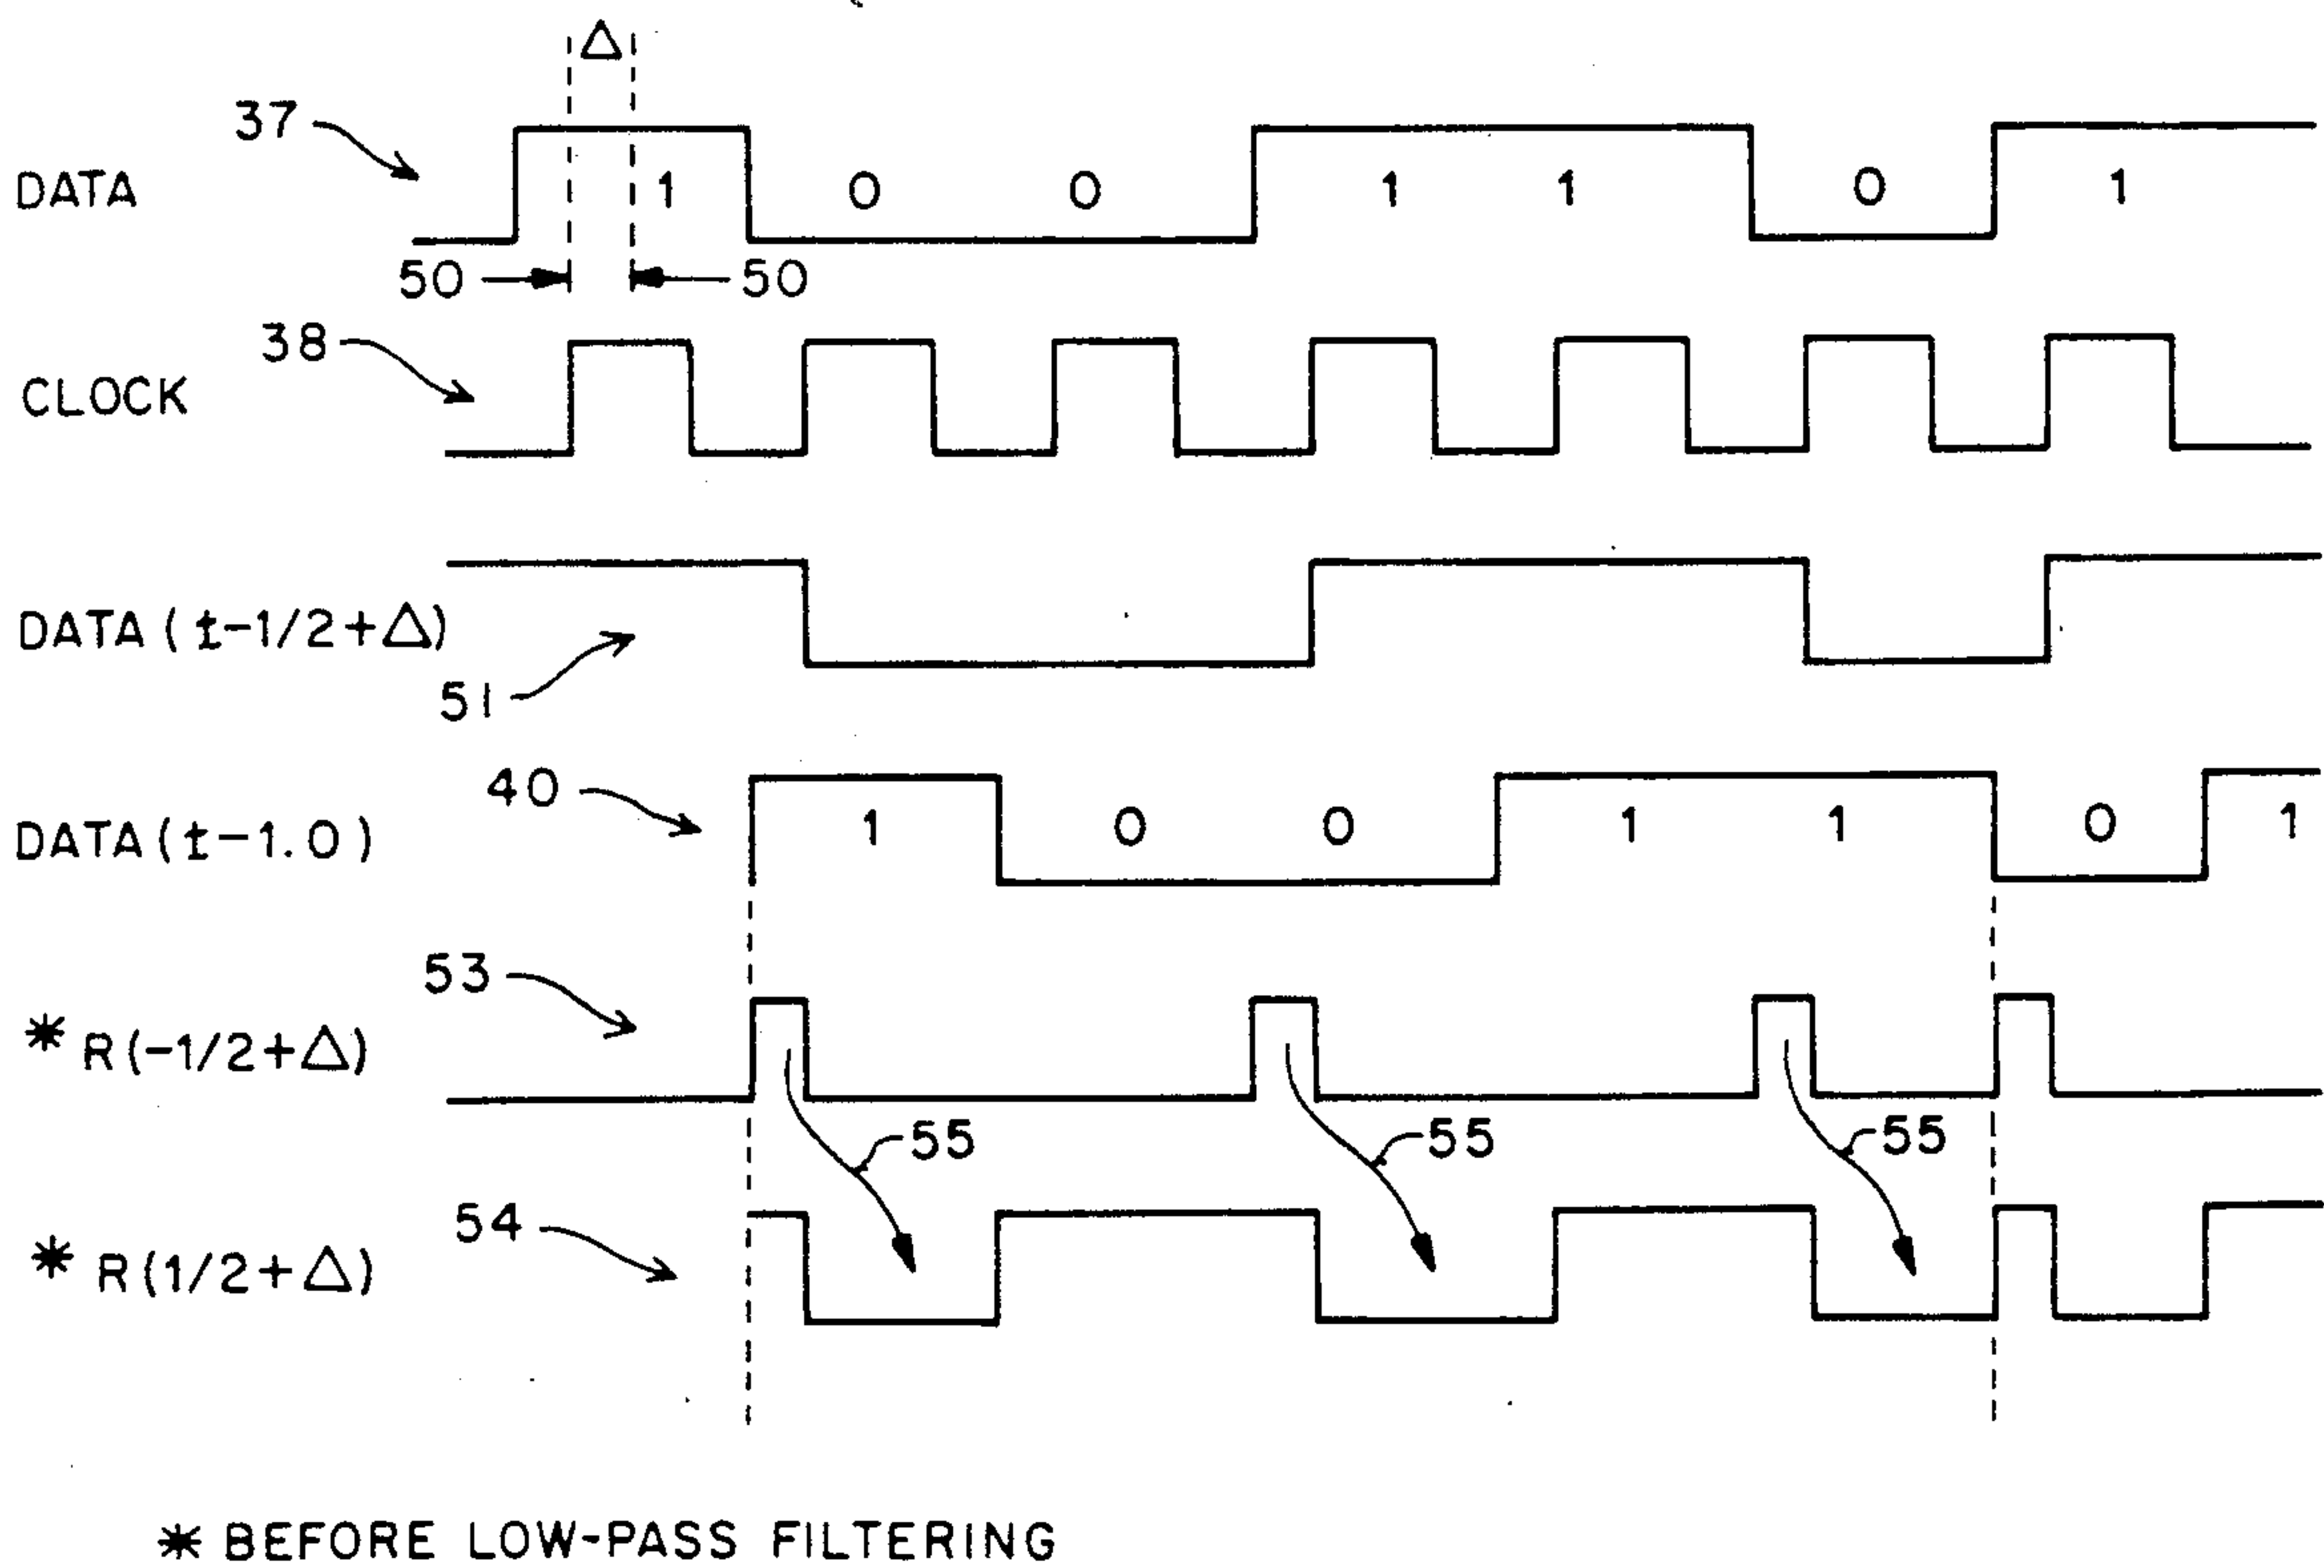 Δ
37
DATA 1 0 0 1 1 0 1
50 50
38
CLOCK
DATA (t-1/2+Δ)
51
40
DATA (t-1.0) 1 0 0 1 1 0 1
53
* R(-1/2+Δ)
55 55 55
54
* R(1/2+Δ)
* BEFORE LOW-PASS FILTERING